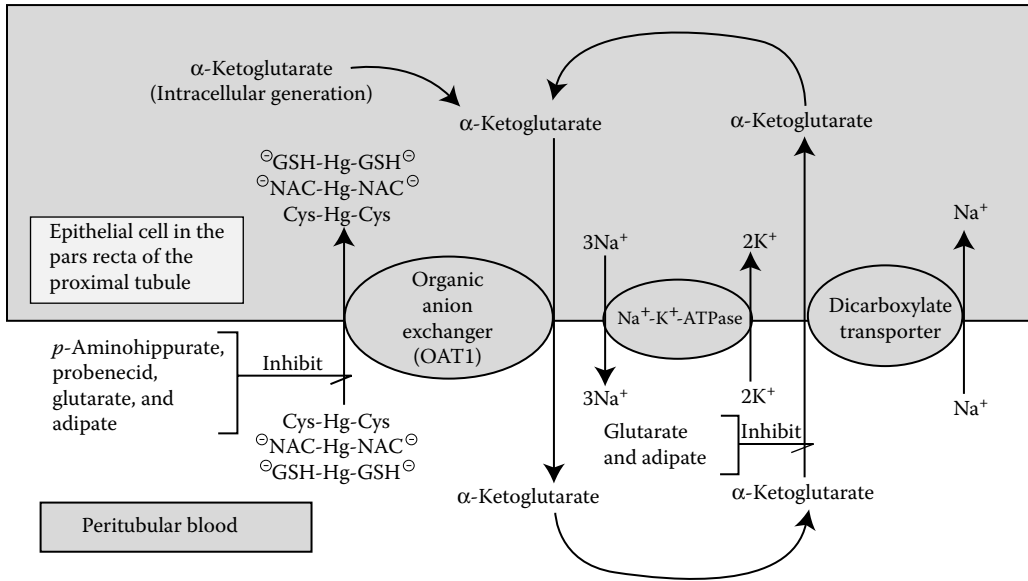 α-Ketoglutarate
(Intracellular generation)
α-Ketoglutarate
α-Ketoglutarate
⊖GSH-Hg-GSH⊖
⊖NAC-Hg-NAC⊖
Cys-Hg-Cys
Epithelial cell in the
pars recta of the
proximal tubule
Organic
anion
exchanger
(OAT1)
3Na⁺
2K⁺
Na⁺-K⁺-ATPase
3Na⁺
2K⁺
Na⁺
Dicarboxylate
transporter
Na⁺
p-Aminohippurate,
probenecid,
glutarate, and
adipate
Inhibit
Cys-Hg-Cys
⊖NAC-Hg-NAC⊖
⊖GSH-Hg-GSH⊖
Glutarate
and adipate
Inhibit
α-Ketoglutarate
α-Ketoglutarate
Peritubular blood